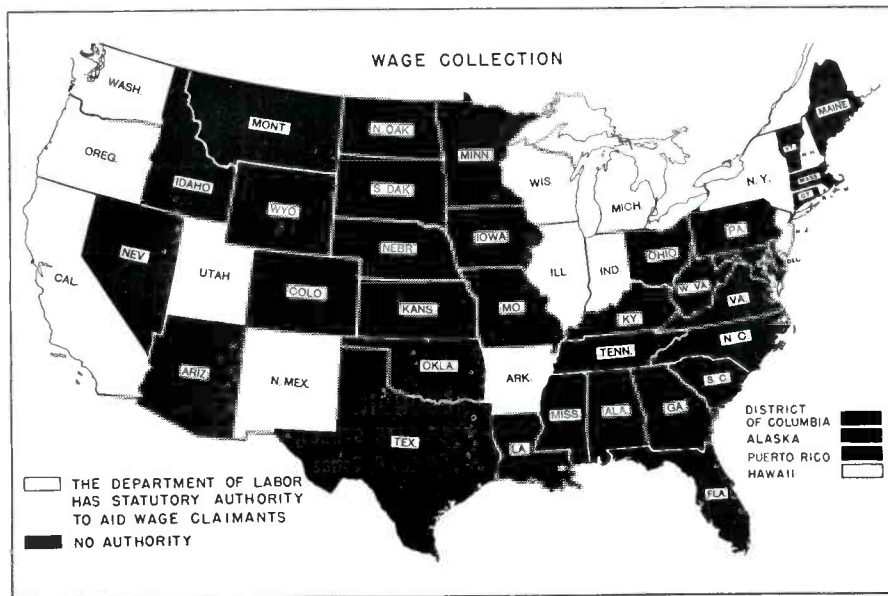 WAGE COLLECTION
WASH.
MONT
N. OAK
MINN.
MAINE
OREG.
IDAHO
WYO
S. DAK
WIS.
MICH.
N. Y.
VT.
N.H.
MASS
CT.
NEV
UTAH
COLO
NEBR
IOWA
ILL
IND
OHIO
PA.
N.J.
DEL.
CAL.
KANS
MO.
KY.
W. VA.
VA.
ARIZ.
N. MEX.
OKLA.
ARK.
TENN.
N. C.
S. C.
TEX.
LA.
MISS.
ALA.
GA.
FLA.
DISTRICT
OF COLUMBIA
ALASKA
PUERTO RICO
HAWAII
THE DEPARTMENT OF LABOR
HAS STATUTORY AUTHORITY
TO AID WAGE CLAIMANTS
NO AUTHORITY